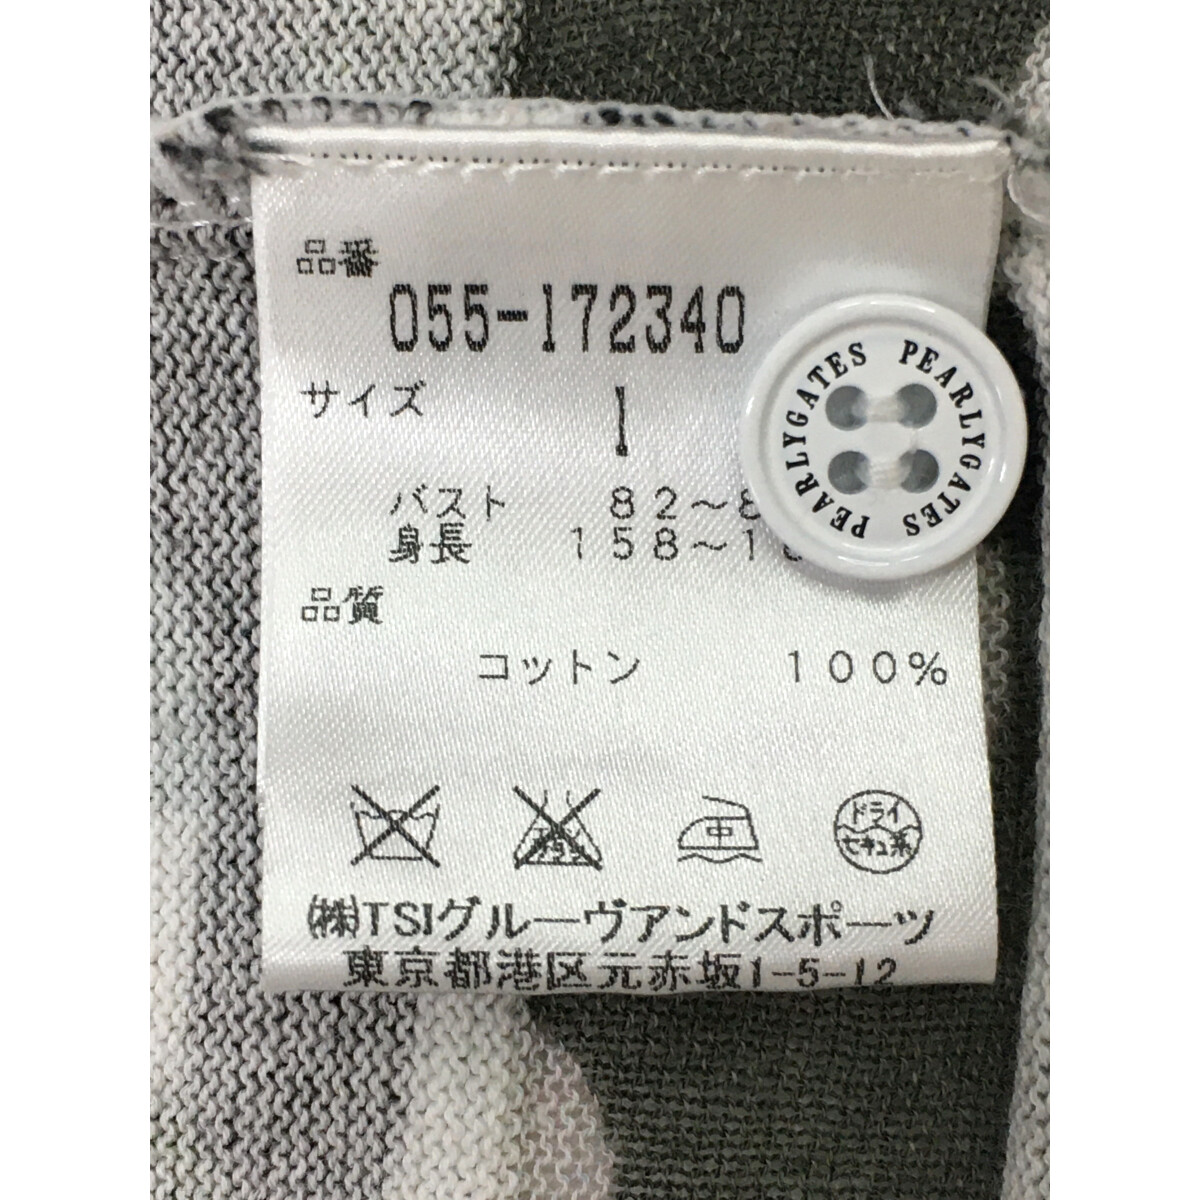 品番
055-172340
サイズ 1
バスト 82〜8
身長 158〜16
品質
コットン 100%
中
ドライ
セキユ系
㈱TSIグルーヴアンドスポーツ
東京都港区元赤坂1-5-12
PEARLYGATES PEARLYGATES